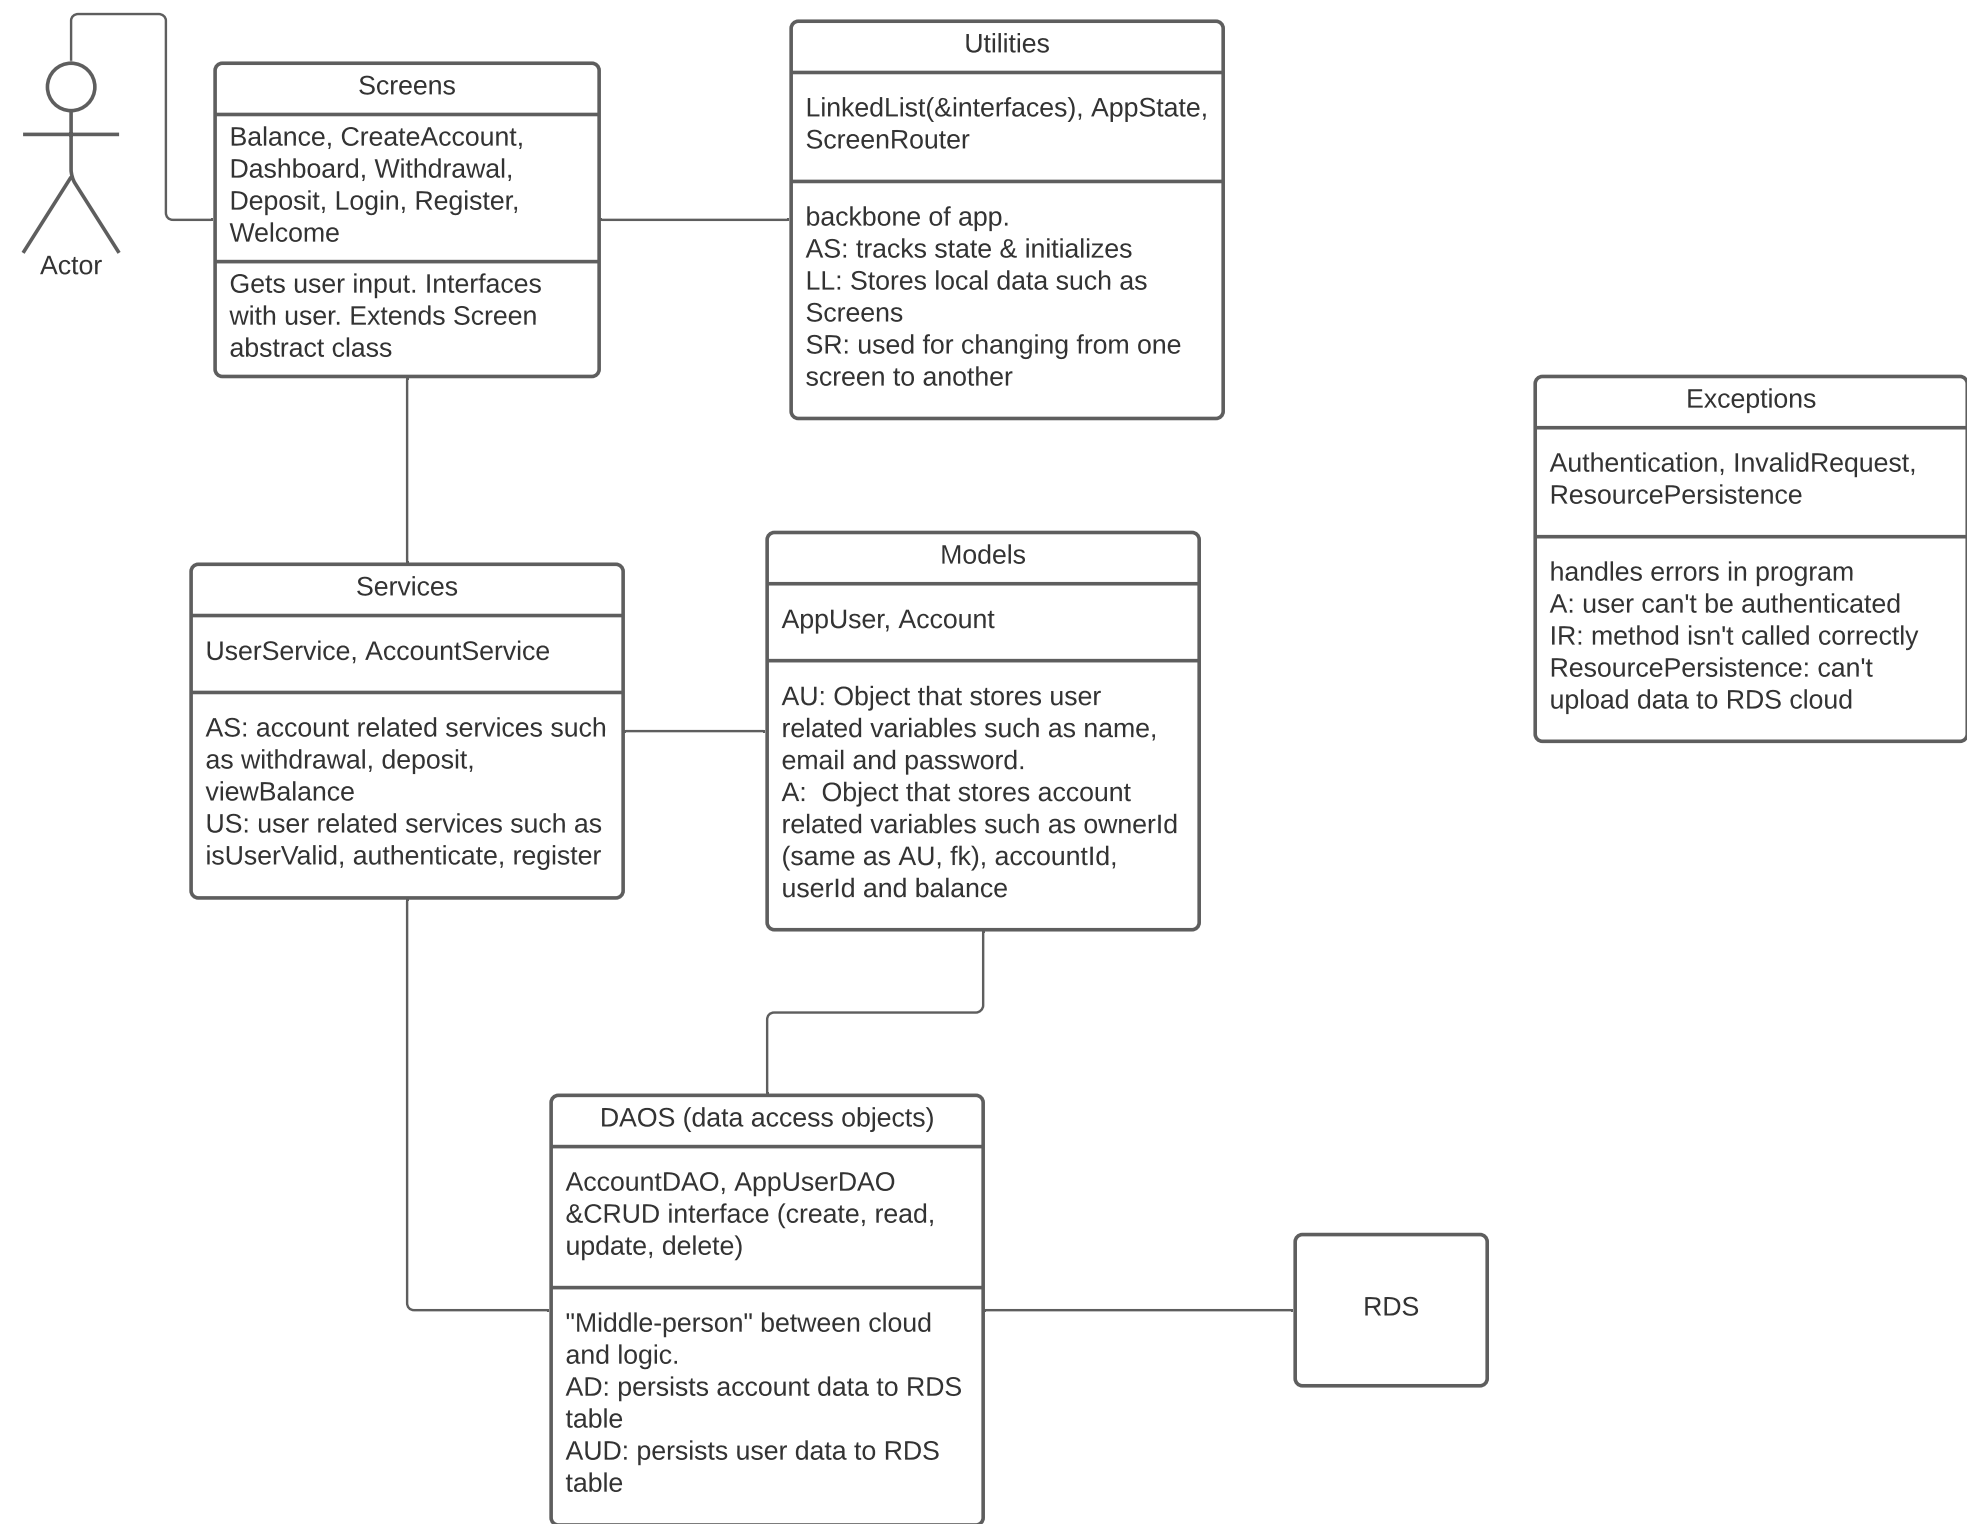 Actor
Screens
Balance, CreateAccount,
Dashboard, Withdrawal,
Deposit, Login, Register,
Welcome
Gets user input. Interfaces
with user. Extends Screen
abstract class
Utilities
LinkedList(&interfaces), AppState,
ScreenRouter
backbone of app.
AS: tracks state & initializes
LL: Stores local data such as
Screens
SR: used for changing from one
screen to another
Exceptions
Authentication, InvalidRequest,
ResourcePersistence
handles errors in program
A: user can't be authenticated
IR: method isn't called correctly
ResourcePersistence: can't
upload data to RDS cloud
Services
UserService, AccountService
AS: account related services such
as withdrawal, deposit,
viewBalance
US: user related services such as
isUserValid, authenticate, register
Models
AppUser, Account
AU: Object that stores user
related variables such as name,
email and password.
A:  Object that stores account
related variables such as ownerId
(same as AU, fk), accountId,
userId and balance
DAOS (data access objects)
AccountDAO, AppUserDAO
&CRUD interface (create, read,
update, delete)
"Middle-person" between cloud
and logic.
AD: persists account data to RDS
table
AUD: persists user data to RDS
table
RDS